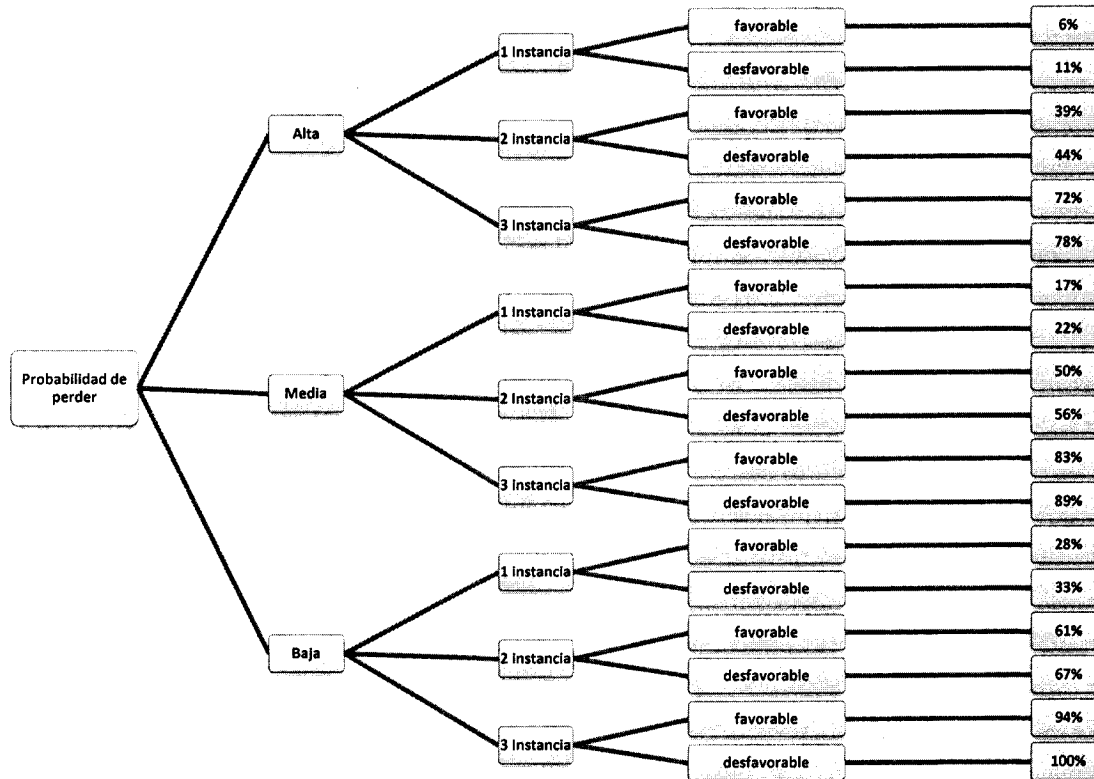 favorable
6%
1 Instancia
desfavorable
11%
favorable
39%
Alta
2 Instancia
desfavorable
44%
favorable
72%
3 Instancia
desfavorable
78%
favorable
17%
1 Instancia
desfavorable
22%
Probabilidad de
perder
favorable
50%
Media
2 Instancia
desfavorable
56%
favorable
83%
3 Instancia
desfavorable
89%
favorable
28%
1 instancia
desfavorable
33%
favorable
61%
Baja
2 Instancia
desfavorable
67%
favorable
94%
3 Instancia
desfavorable
100%